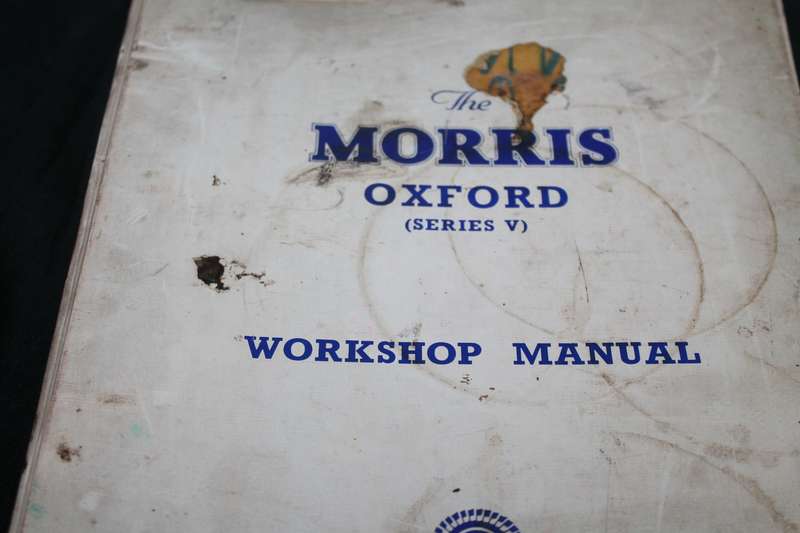 The
MORRIS
OXFORD
(SERIES V)
WORKSHOP MANUAL